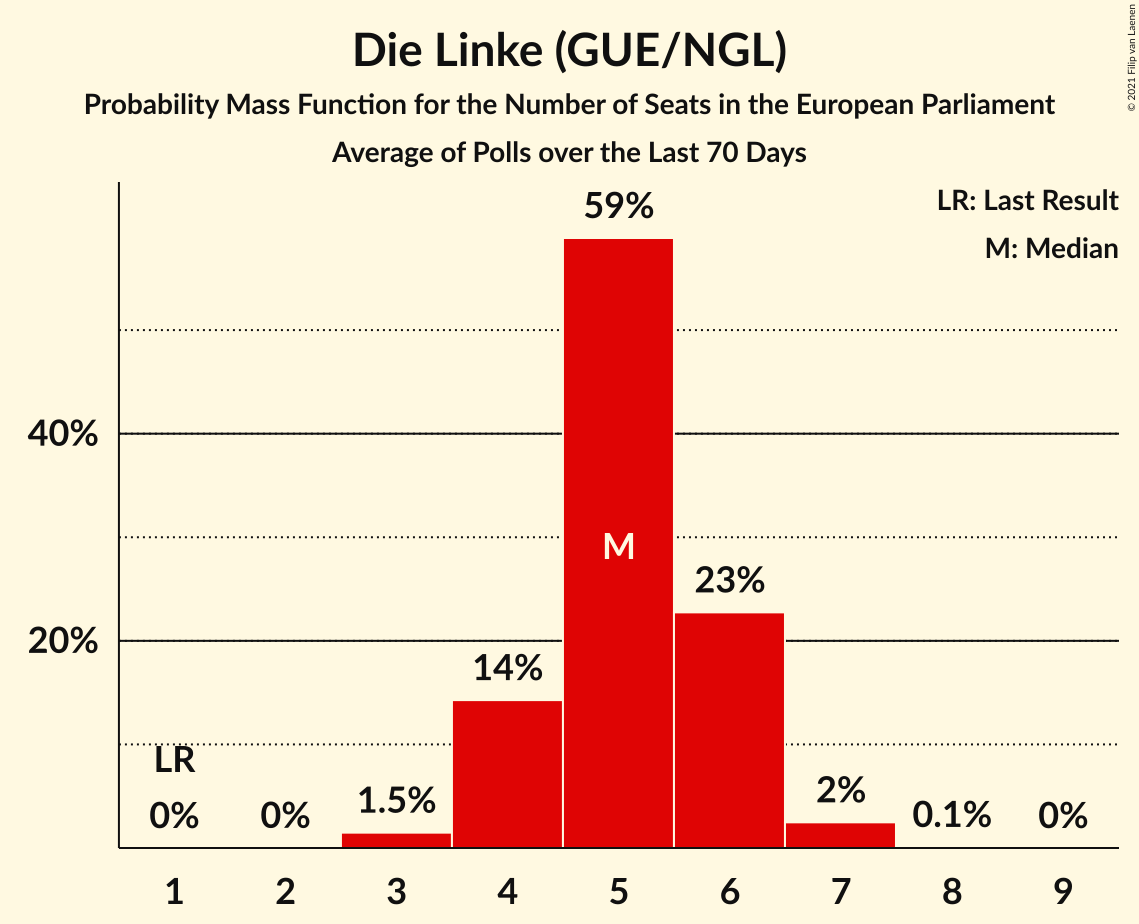 Die Linke (GUE/NGL)
Probability Mass Function for the Number of Seats in the European Parliament
Average of Polls over the Last 70 Days
© 2021 Filip van Laenen
LR: Last Result
M: Median
59%
40%
M
23%
20%
14%
LR
0%
0%
1.5%
2%
0.1%
0%
1 2 3 4 5 6 7 8 9